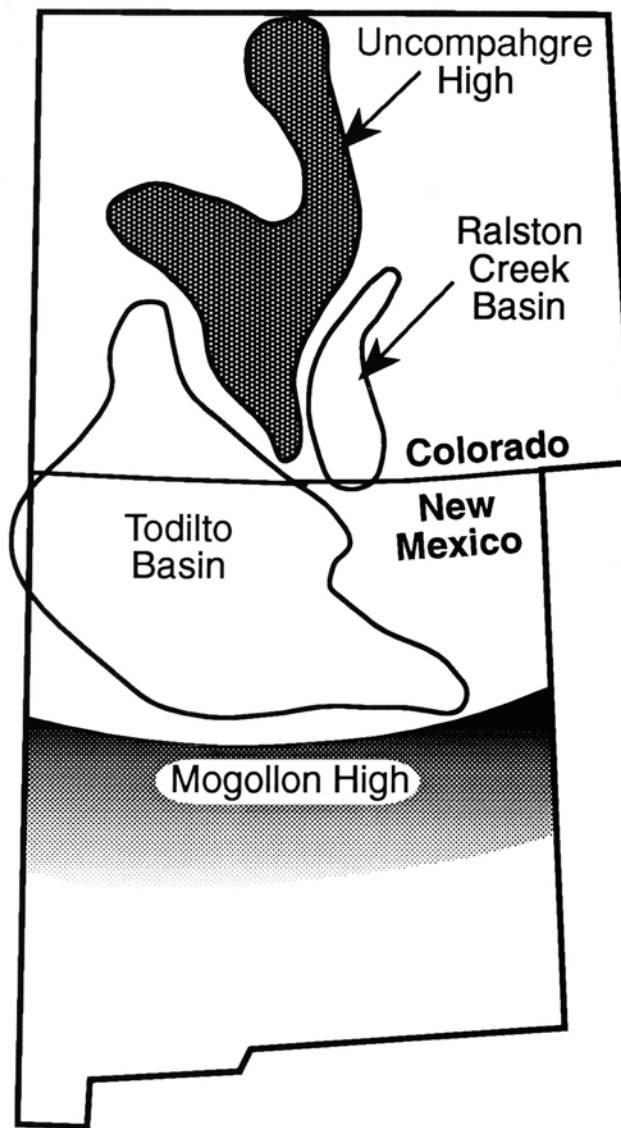 Uncompahgre
High
Ralston
Creek
Basin
Colorado
New
Mexico
Todilto
Basin
Mogollon High